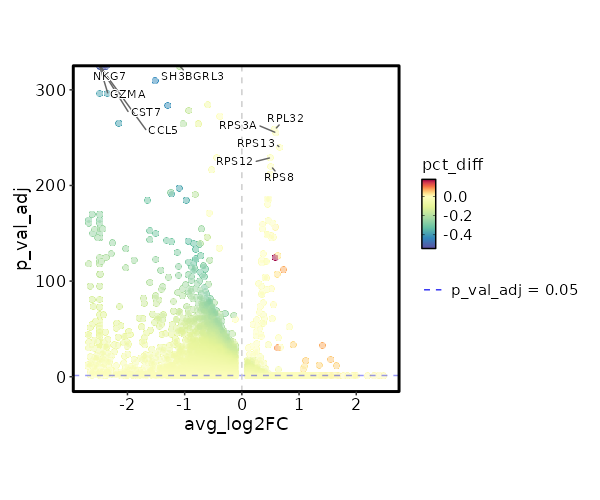 NKG7
SH3BGRL3
GZMA
CST7
CCL5
RPS3A
RPL32
RPS13
RPS12
RPS8
300
200
100
0
-2
-1
0
1
2
p_val_adj
avg_log2FC
pct_diff
0.0
-0.2
-0.4
p_val_adj = 0.05